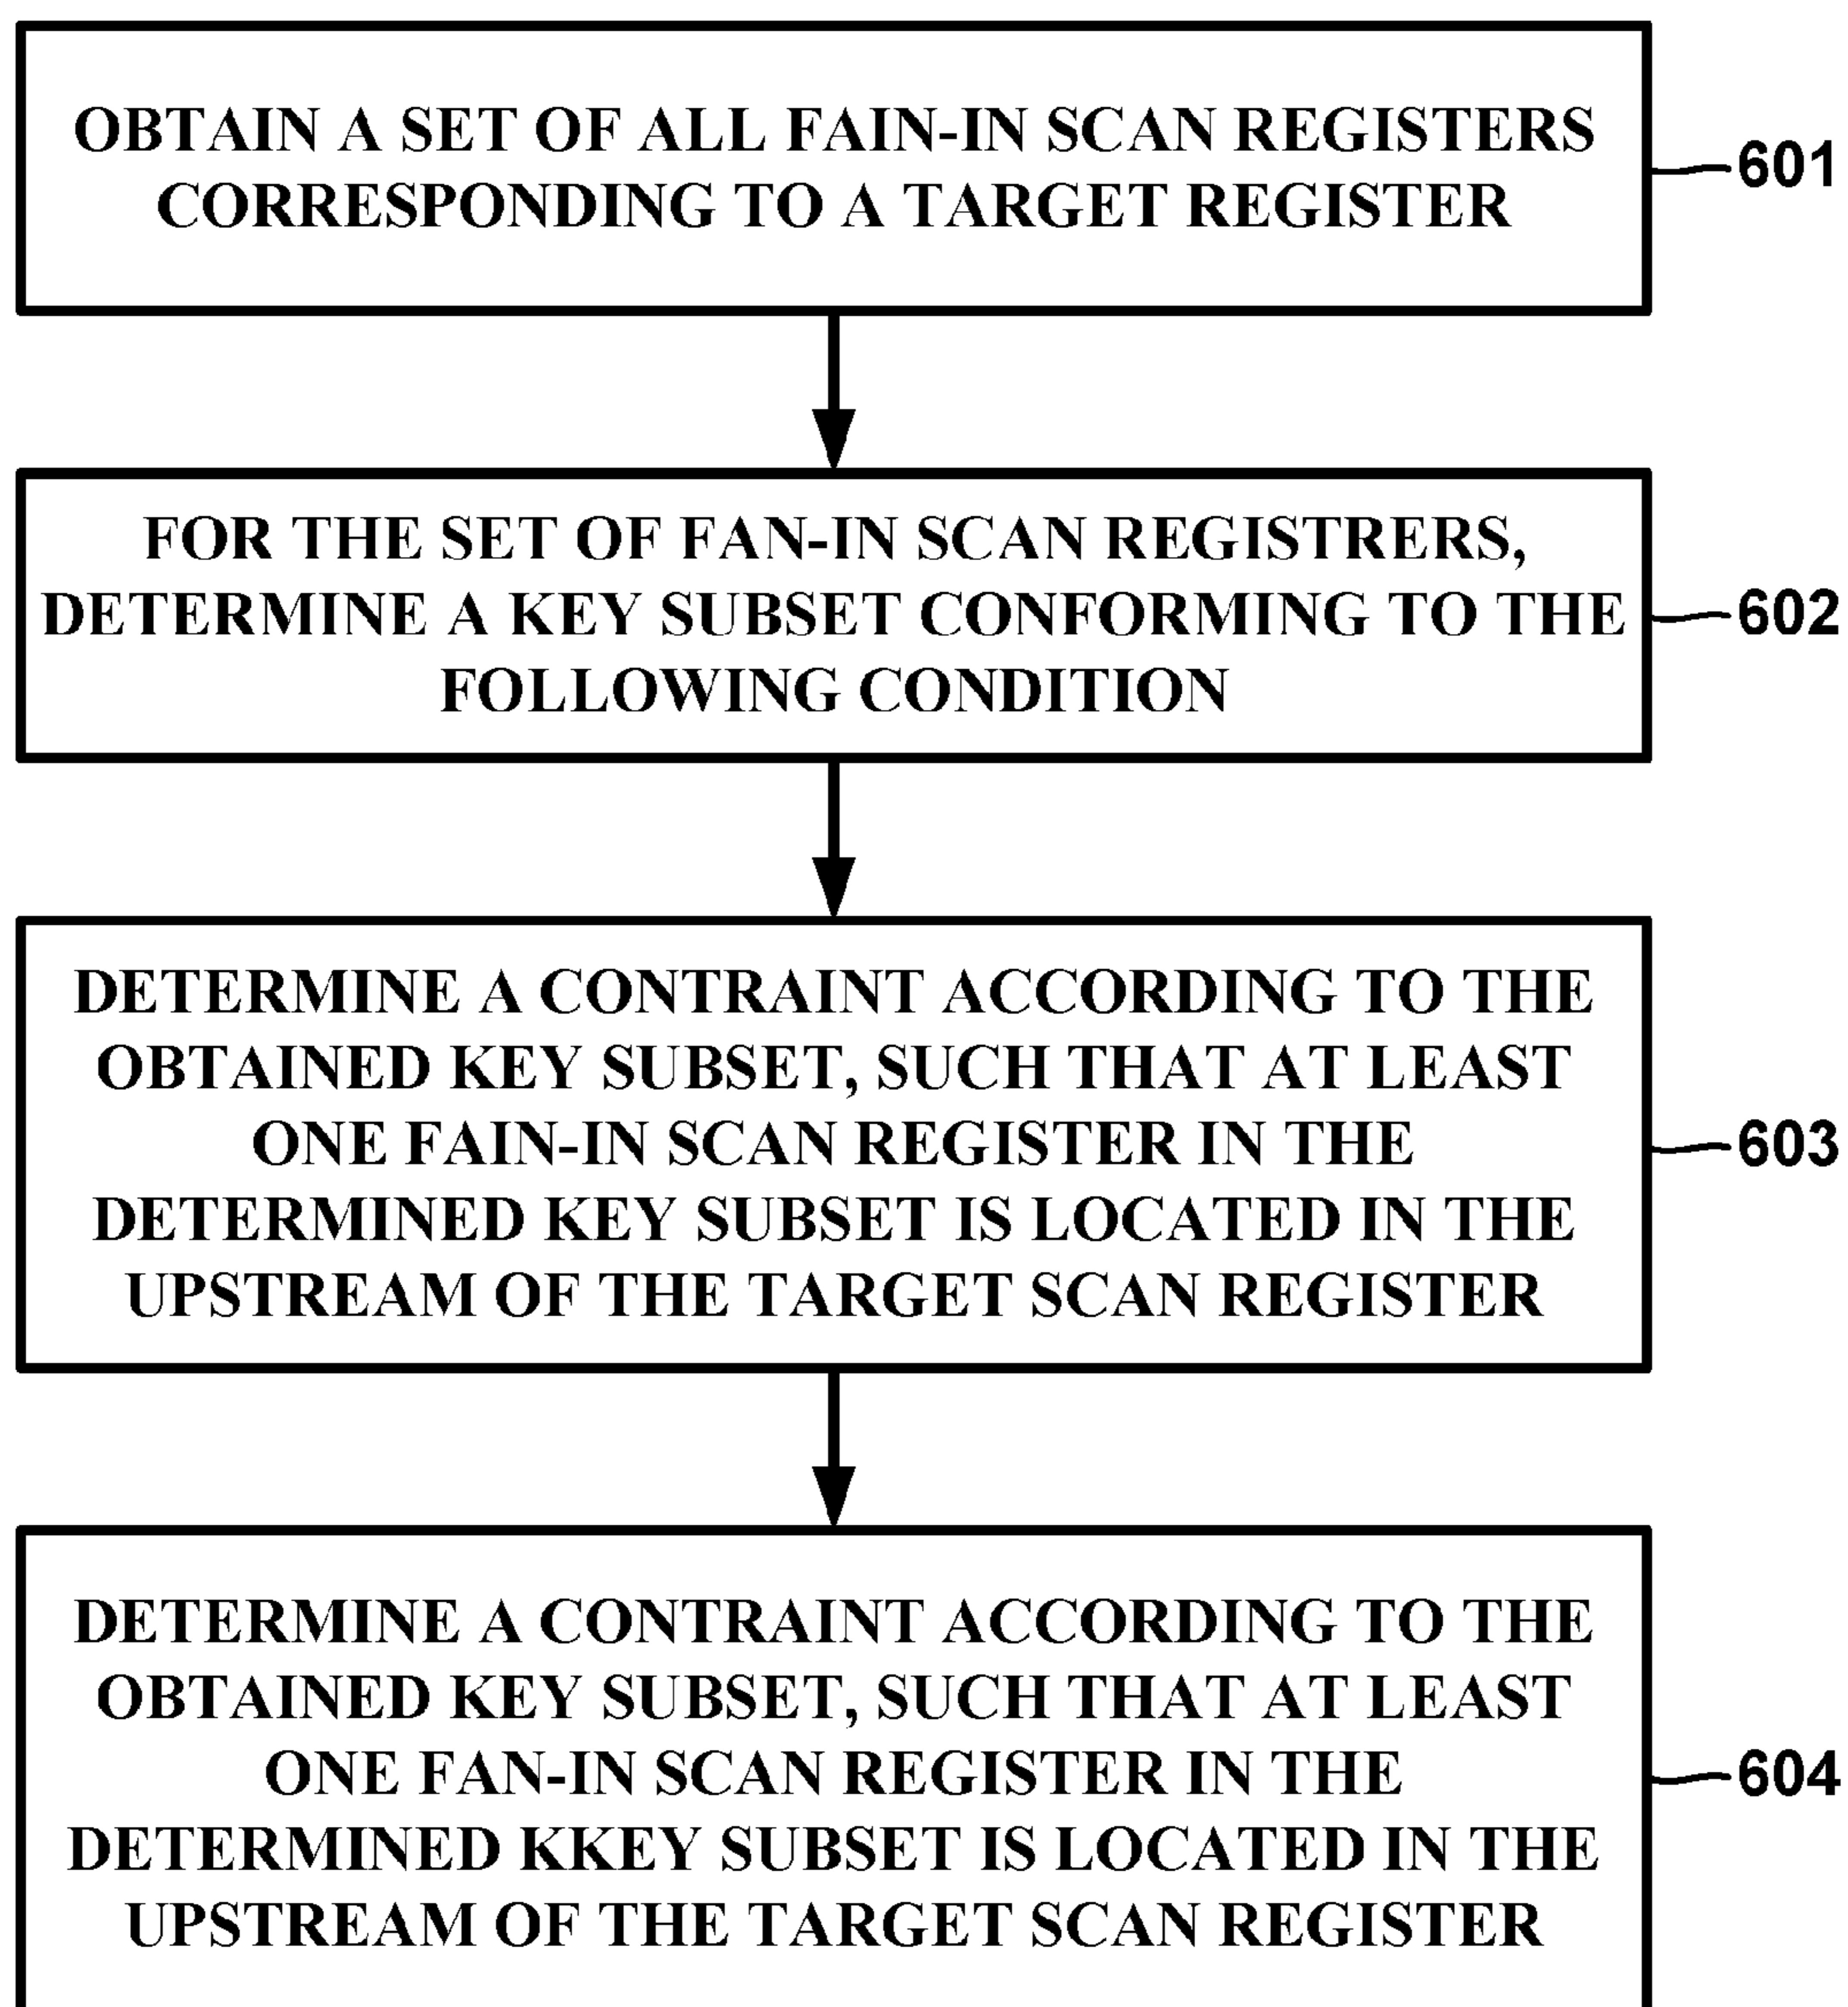 OBTAIN A SET OF ALL FAIN-IN SCAN REGISTERS
CORRESPONDING TO A TARGET REGISTER
601
FOR THE SET OF FAN-IN SCAN REGISTRERS,
DETERMINE A KEY SUBSET CONFORMING TO THE
FOLLOWING CONDITION
602
DETERMINE A CONTRAINT ACCORDING TO THE
OBTAINED KEY SUBSET, SUCH THAT AT LEAST
ONE FAIN-IN SCAN REGISTER IN THE
DETERMINED KEY SUBSET IS LOCATED IN THE
UPSTREAM OF THE TARGET SCAN REGISTER
603
DETERMINE A CONTRAINT ACCORDING TO THE
OBTAINED KEY SUBSET, SUCH THAT AT LEAST
ONE FAN-IN SCAN REGISTER IN THE
DETERMINED KKEY SUBSET IS LOCATED IN THE
UPSTREAM OF THE TARGET SCAN REGISTER
604